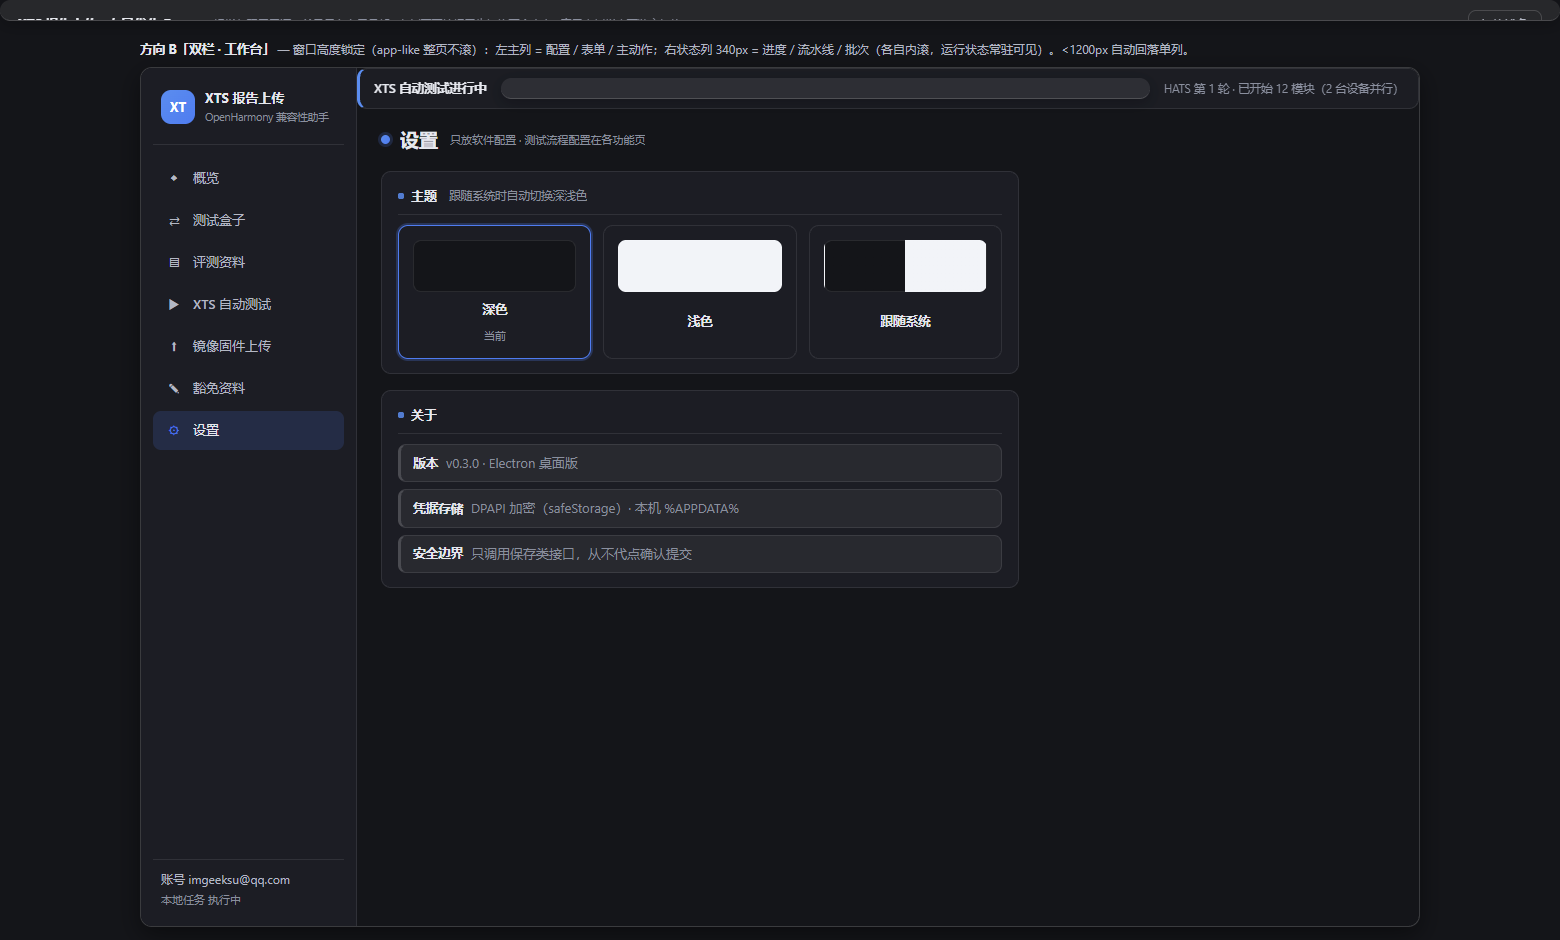 方向 B「双栏 · 工作台」 — 窗口高度锁定（app-like 整页不滚）：左主列 = 配置 / 表单 / 主动作；右状态列 340px = 进度 / 流水线 / 批次（各自内滚，运行状态常驻可见）。<1200px 自动回落单列。
XT
XTS 报告上传
OpenHarmony 兼容性助手
概览
测试盒子
评测资料
XTS 自动测试
镜像固件上传
豁免资料
设置
账号 imgeeksu@qq.com
本地任务 执行中
XTS 自动测试进行中
HATS 第 1 轮 · 已开始 12 模块（2 台设备并行）
设置 只放软件配置 · 测试流程配置在各功能页
主题 跟随系统时自动切换深浅色
深色
当前
浅色
跟随系统
关于
版本 v0.3.0 · Electron 桌面版
凭据存储 DPAPI 加密（safeStorage）· 本机 %APPDATA%
安全边界 只调用保存类接口，从不代点确认提交